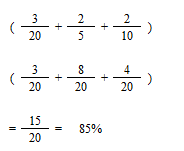 ( 3/20 + 2/5 + 2/10 )
( 3/20 + 8/20 + 4/20 )
= 15/20 = 85%